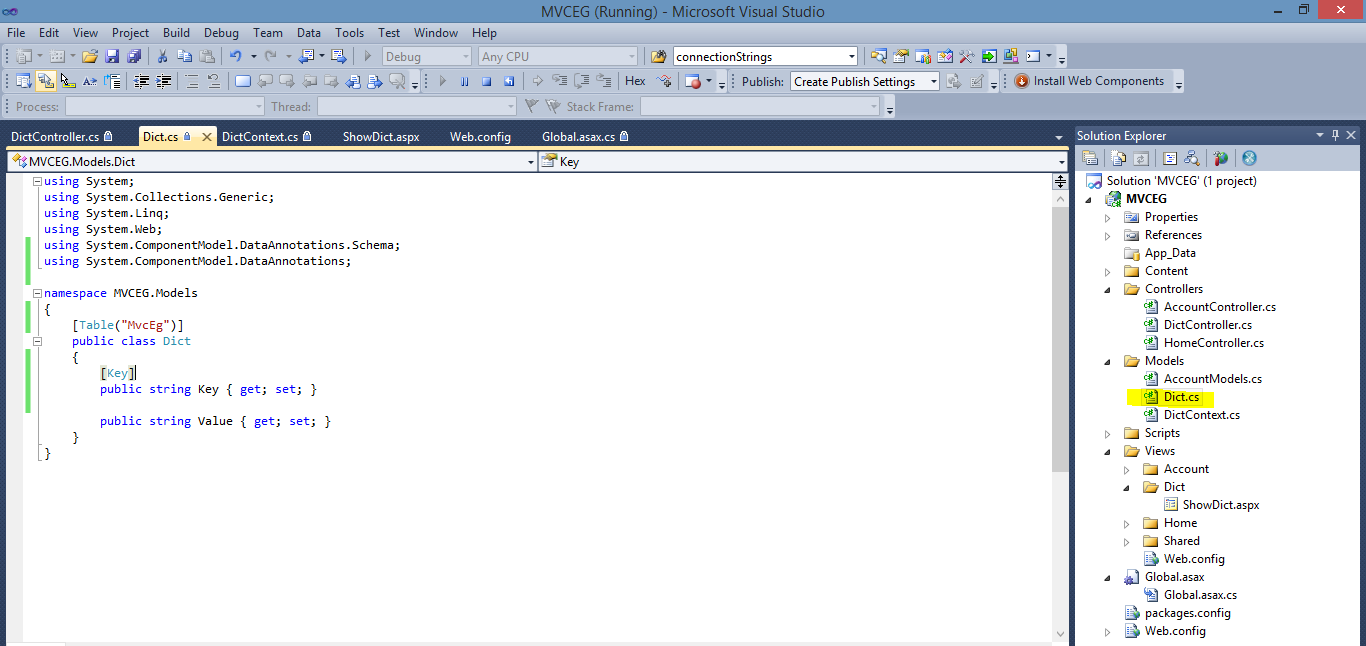 MVCEG (Running) - Microsoft Visual Studio
File Edit View Project Build Debug Team Data Tools Test Window Help
Debug Any CPU connectionStrings
Hex Publish: Create Publish Settings Install Web Components
Process: Thread: Stack Frame:
DictController.cs Dict.cs DictContext.cs ShowDict.aspx Web.config Global.asax.cs
MVCEG.Models.Dict Key
using System;
using System.Collections.Generic;
using System.Linq;
using System.Web;
using System.ComponentModel.DataAnnotations.Schema;
using System.ComponentModel.DataAnnotations;
namespace MVCEG.Models
{
[Table("MvcEg")]
public class Dict
{
[Key]
public string Key { get; set; }
public string Value { get; set; }
}
}
Solution Explorer
Solution 'MVCEG' (1 project)
MVCEG
Properties
References
App_Data
Content
Controllers
AccountController.cs
DictController.cs
HomeController.cs
Models
AccountModels.cs
Dict.cs
DictContext.cs
Scripts
Views
Account
Dict
ShowDict.aspx
Home
Shared
Web.config
Global.asax
Global.asax.cs
packages.config
Web.config